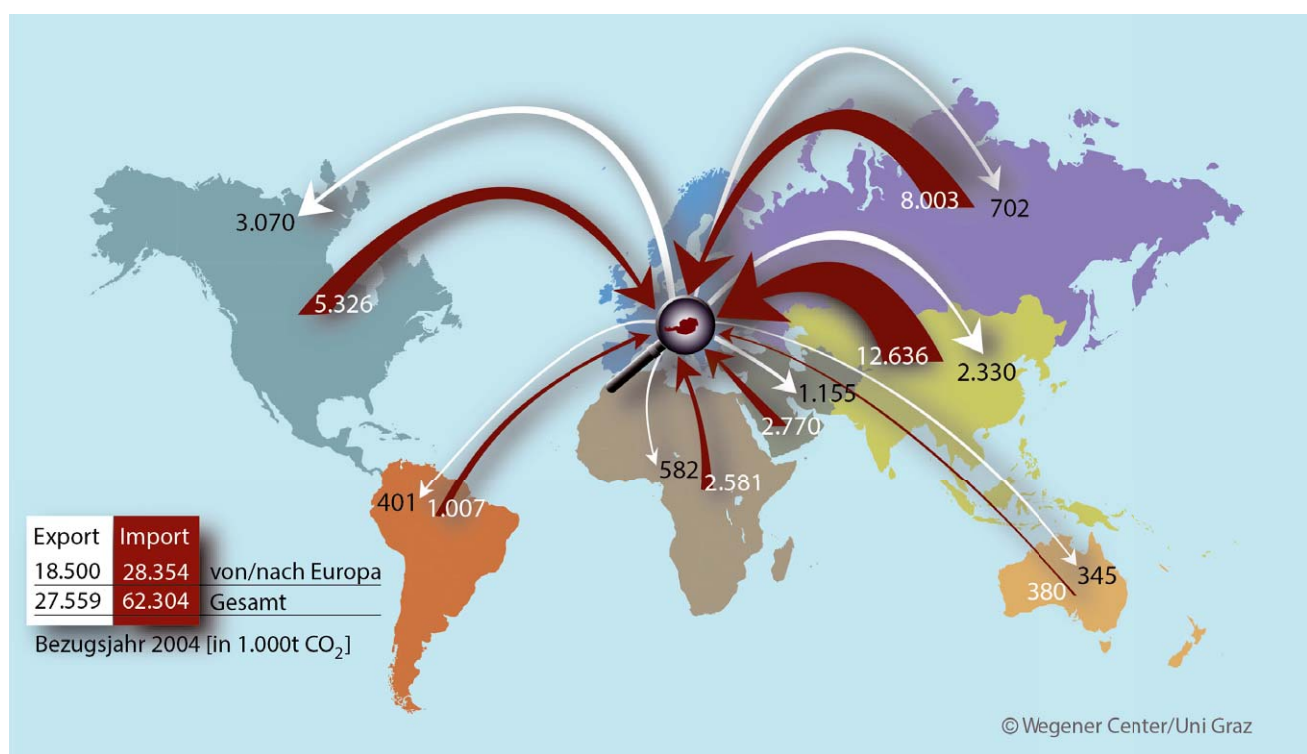 8.003
702
3.070
5.326
12.636
2.330
1.155
2.770
582
2.581
401
1.007
345
380
Export Import
18.500 28.354 von/nach Europa
27.559 62.304 Gesamt
Bezugsjahr 2004 [in 1.000t CO₂]
© Wegener Center/Uni Graz